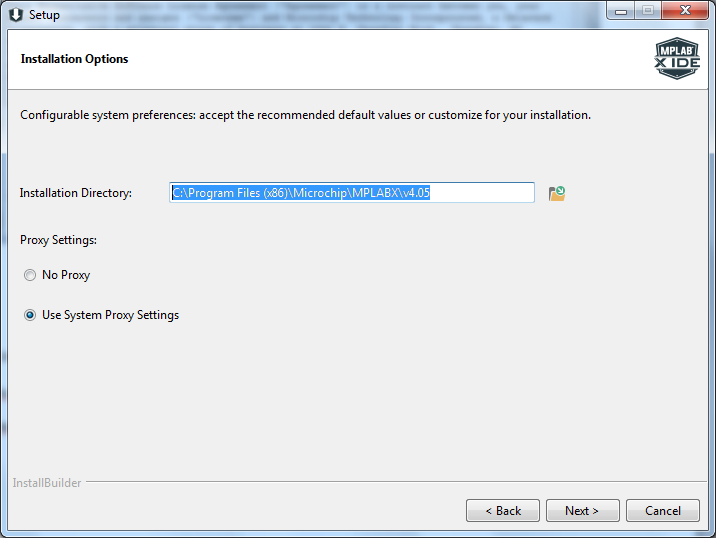 Setup
Installation Options
MPLAB
X IDE
Configurable system preferences: accept the recommended default values or customize for your installation.
Installation Directory:
C:\Program Files (x86)\Microchip\MPLABX\v4.05
Proxy Settings:
No Proxy
Use System Proxy Settings
InstallBuilder
< Back
Next >
Cancel